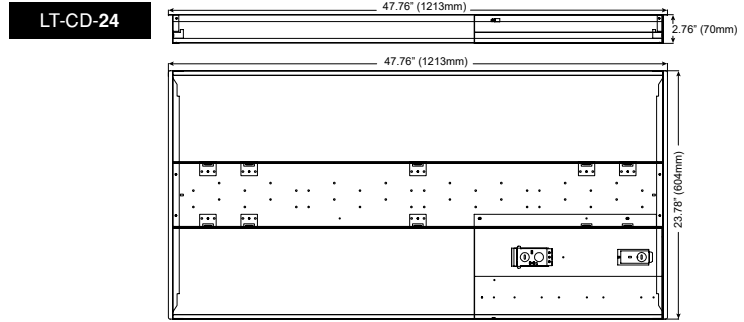 LT-CD-24
47.76" (1213mm)
2.76" (70mm)
47.76" (1213mm)
23.78" (604mm)